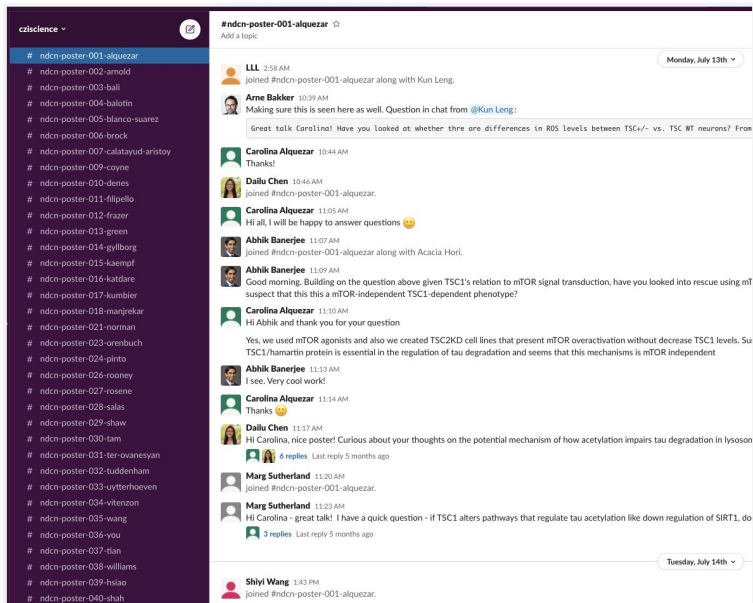 cziscience
# ndcn-poster-001-alquezar
# ndcn-poster-002-arnold
# ndcn-poster-003-bali
# ndcn-poster-004-balotin
# ndcn-poster-005-blanco-suarez
# ndcn-poster-006-brock
# ndcn-poster-007-calatayud-aristoy
# ndcn-poster-009-coyne
# ndcn-poster-010-denes
# ndcn-poster-011-filipello
# ndcn-poster-012-frazer
# ndcn-poster-013-green
# ndcn-poster-014-gyllborg
# ndcn-poster-015-kaempf
# ndcn-poster-016-katdare
# ndcn-poster-017-kumbier
# ndcn-poster-018-manjrekar
# ndcn-poster-021-norman
# ndcn-poster-023-orenbuch
# ndcn-poster-024-pinto
# ndcn-poster-026-rooney
# ndcn-poster-027-rosene
# ndcn-poster-028-salas
# ndcn-poster-029-shaw
# ndcn-poster-030-tam
# ndcn-poster-031-ter-ovanesyan
# ndcn-poster-032-tuddenham
# ndcn-poster-033-uytterhoeven
# ndcn-poster-034-vitenzon
# ndcn-poster-035-wang
# ndcn-poster-036-you
# ndcn-poster-037-tian
# ndcn-poster-038-williams
# ndcn-poster-039-hsiao
# ndcn-poster-040-shah
#ndcn-poster-001-alquezar
Add a topic
Monday, July 13th
LLL 2:58 AM
joined #ndcn-poster-001-alquezar along with Kun Leng.
Arne Bakker 10:39 AM
Making sure this is seen here as well. Question in chat from @Kun Leng:
Great talk Carolina! Have you looked at whether thre are differences in ROS levels between TSC+/- vs. TSC WT neurons? From
Carolina Alquezar 10:44 AM
Thanks!
Dailu Chen 10:46 AM
joined #ndcn-poster-001-alquezar.
Carolina Alquezar 11:05 AM
Hi all, I will be happy to answer questions
Abhik Banerjee 11:07 AM
joined #ndcn-poster-001-alquezar along with Acacia Hori.
Abhik Banerjee 11:09 AM
Good morning. Building on the question above given TSC1's relation to mTOR signal transduction, have you looked into rescue using mT
suspect that this this a mTOR-independent TSC1-dependent phenotype?
Carolina Alquezar 11:10 AM
Hi Abhik and thank you for your question
Yes, we used mTOR agonists and also we created TSC2KD cell lines that present mTOR overactivation without decrease TSC1 levels. Su
TSC1/hamartin protein is essential in the regulation of tau degradation and seems that this mechanisms is mTOR independent
Abhik Banerjee 11:13 AM
I see. Very cool work!
Carolina Alquezar 11:14 AM
Thanks
Dailu Chen 11:17 AM
Hi Carolina, nice poster! Curious about your thoughts on the potential mechanism of how acetylation impairs tau degradation in lysoson
6 replies Last reply 5 months ago
Marg Sutherland 11:20 AM
joined #ndcn-poster-001-alquezar.
Marg Sutherland 11:23 AM
Hi Carolina - great talk! I have a quick question - if TSC1 alters pathways that regulate tau acetylation like down regulation of SIRT1, do
3 replies Last reply 5 months ago
Tuesday, July 14th
Shiyi Wang 1:43 PM
joined #ndcn-poster-001-alquezar.